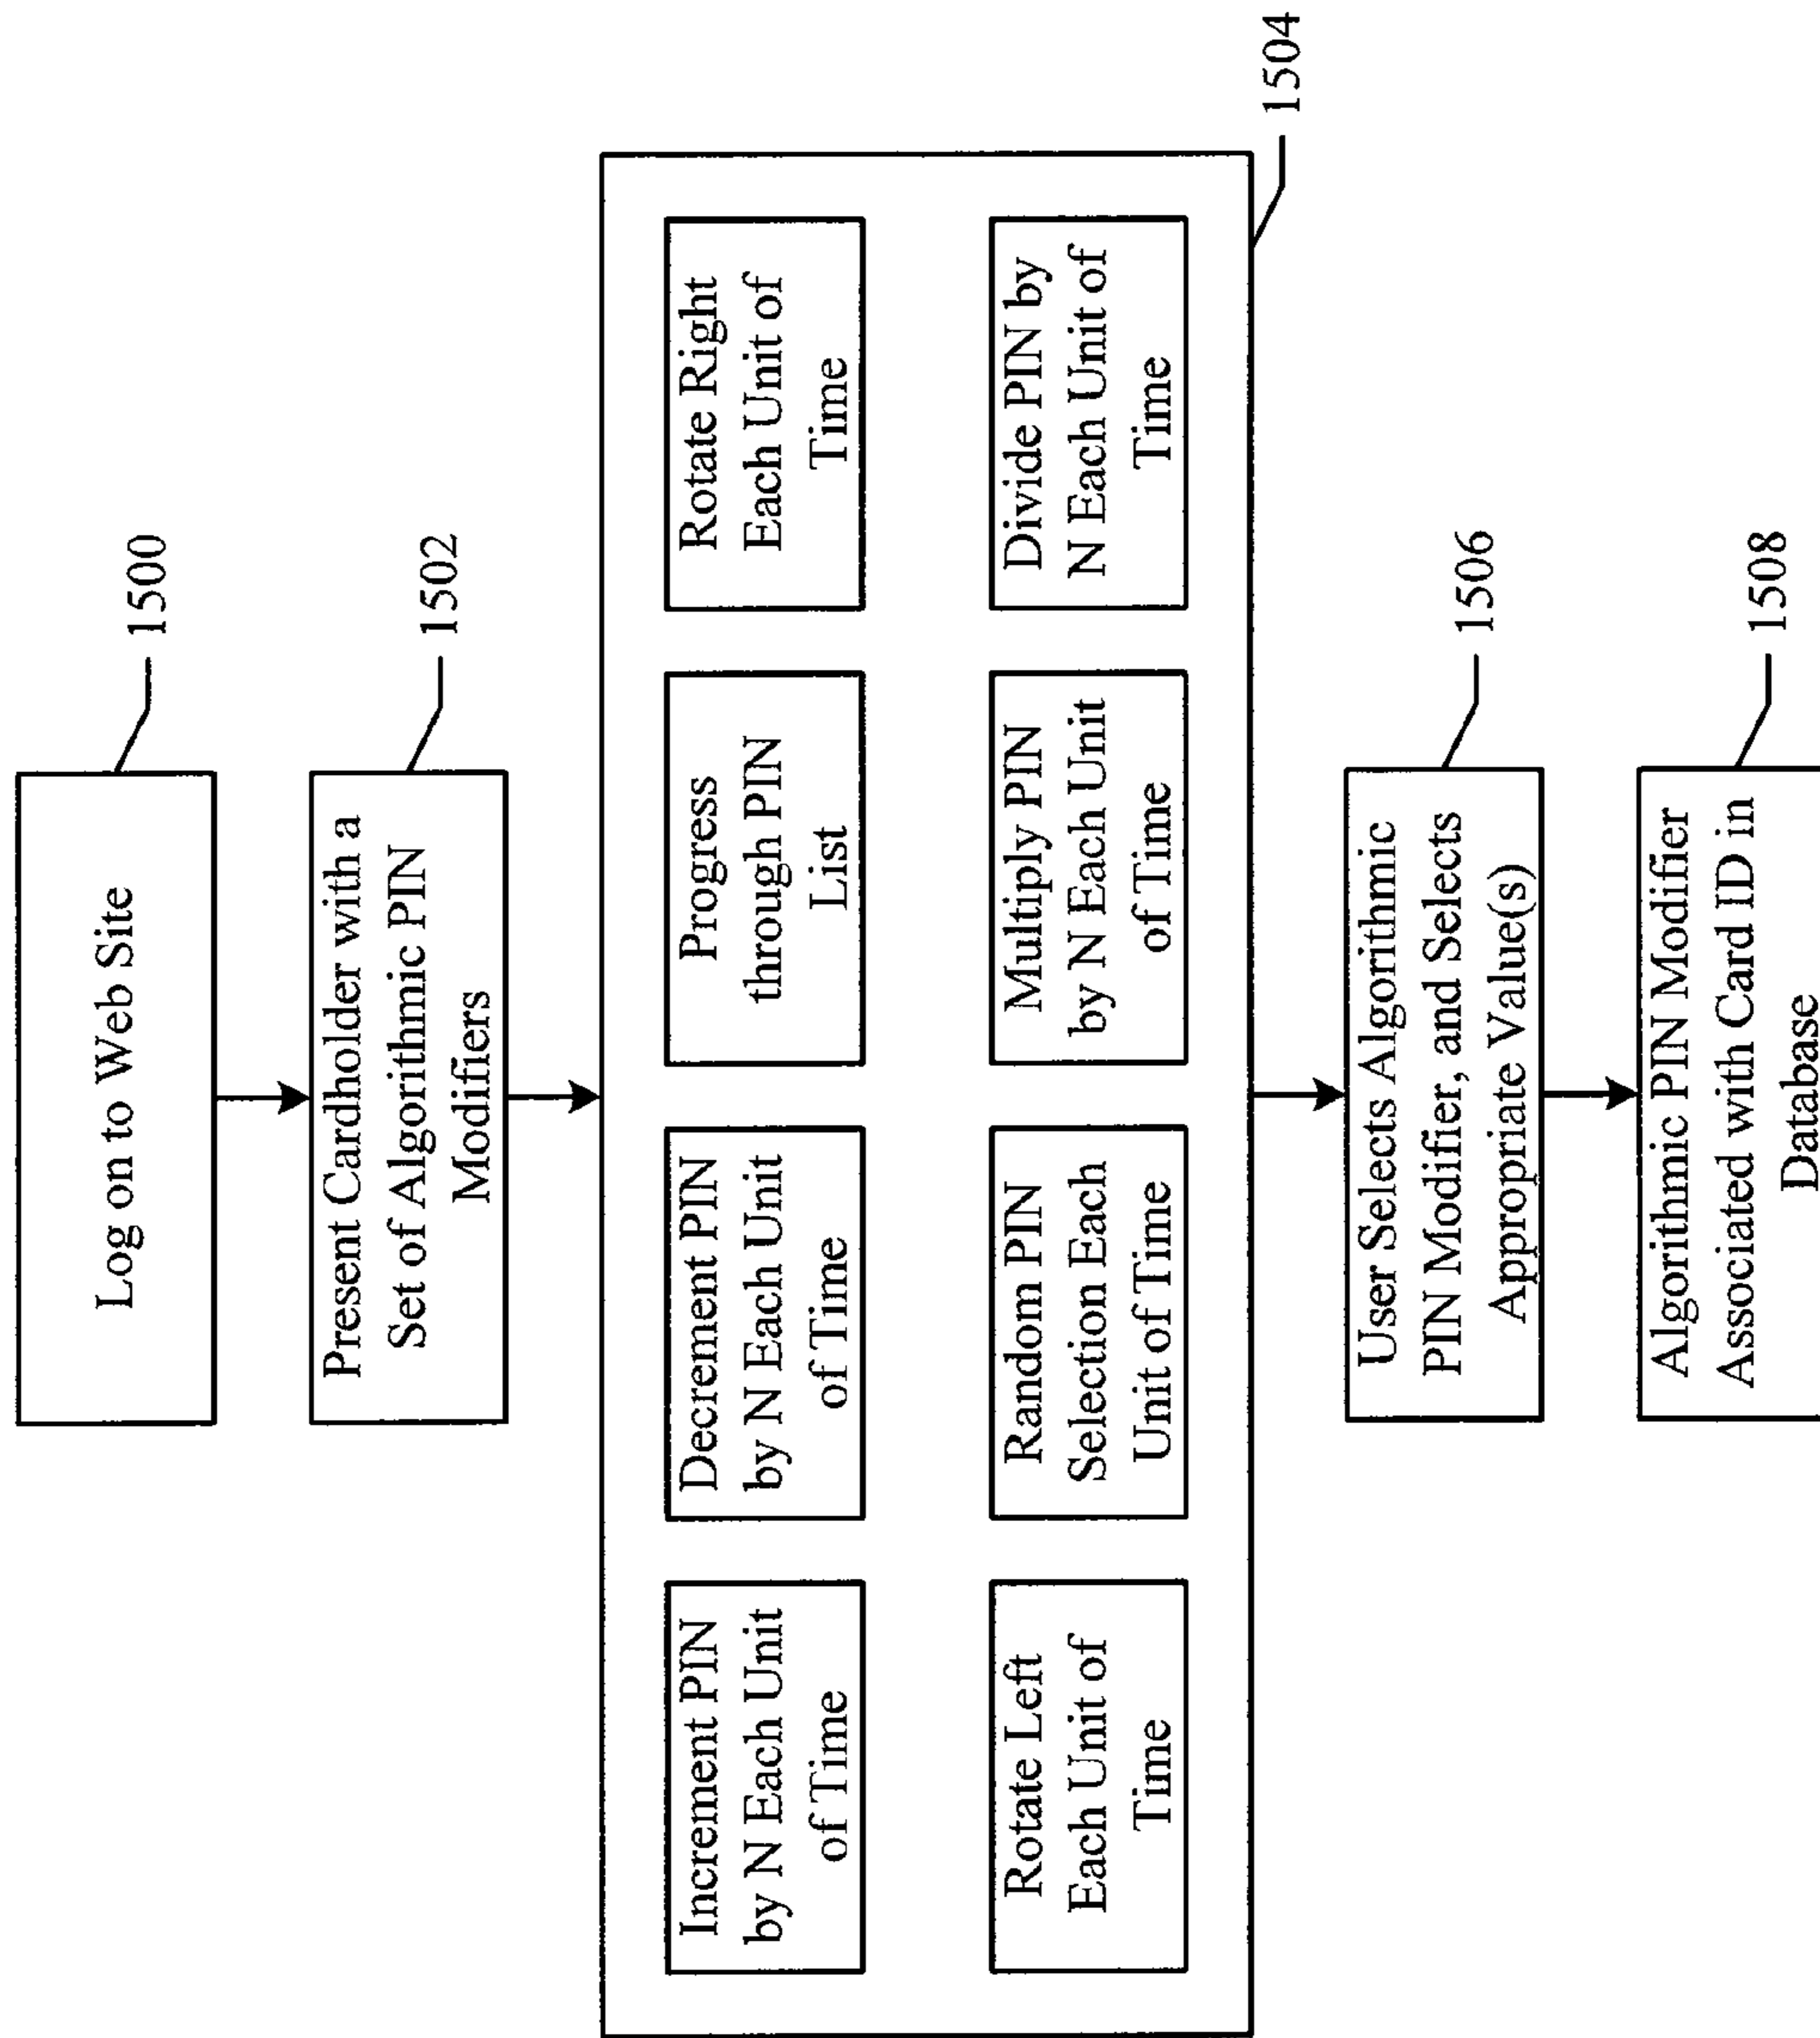 Log on to Web Site
1500
Present Cardholder with a
Set of Algorithmic PIN
Modifiers
1502
Increment PIN
by N Each Unit
of Time
Decrement PIN
by N Each Unit
of Time
Progress
through PIN
List
Rotate Right
Each Unit of
Time
Rotate Left
Each Unit of
Time
Random PIN
Selection Each
Unit of Time
Multiply PIN
by N Each Unit
of Time
Divide PIN by
N Each Unit of
Time
1504
User Selects Algorithmic
PIN Modifier, and Selects
Appropriate Value(s)
1506
Algorithmic PIN Modifier
Associated with Card ID in
Database
1508